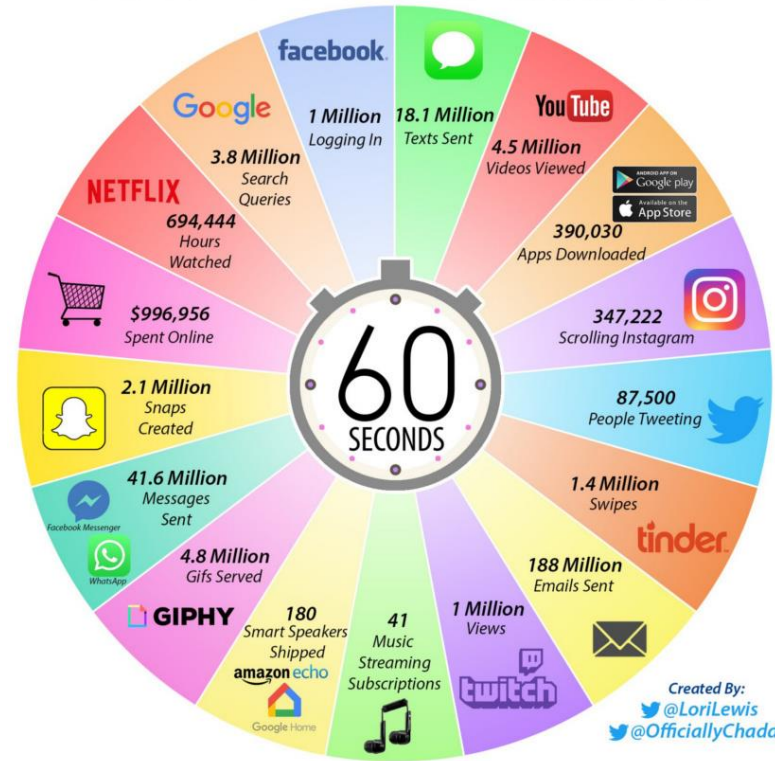 facebook
1 Million
Logging In
18.1 Million
Texts Sent
YouTube
4.5 Million
Videos Viewed
ANDROID APP ON
Google play
Available on the
App Store
390,030
Apps Downloaded
347,222
Scrolling Instagram
87,500
People Tweeting
1.4 Million
Swipes
tinder
188 Million
Emails Sent
1 Million
Views
twitch
41
Music
Streaming
Subscriptions
180
Smart Speakers
Shipped
amazon echo
Google Home
4.8 Million
Gifs Served
GIPHY
41.6 Million
Messages
Sent
Facebook Messenger
WhatsApp
2.1 Million
Snaps
Created
$996,956
Spent Online
NETFLIX
694,444
Hours
Watched
Google
3.8 Million
Search
Queries
60
SECONDS
Created By:
@LoriLewis
@OfficiallyChadd